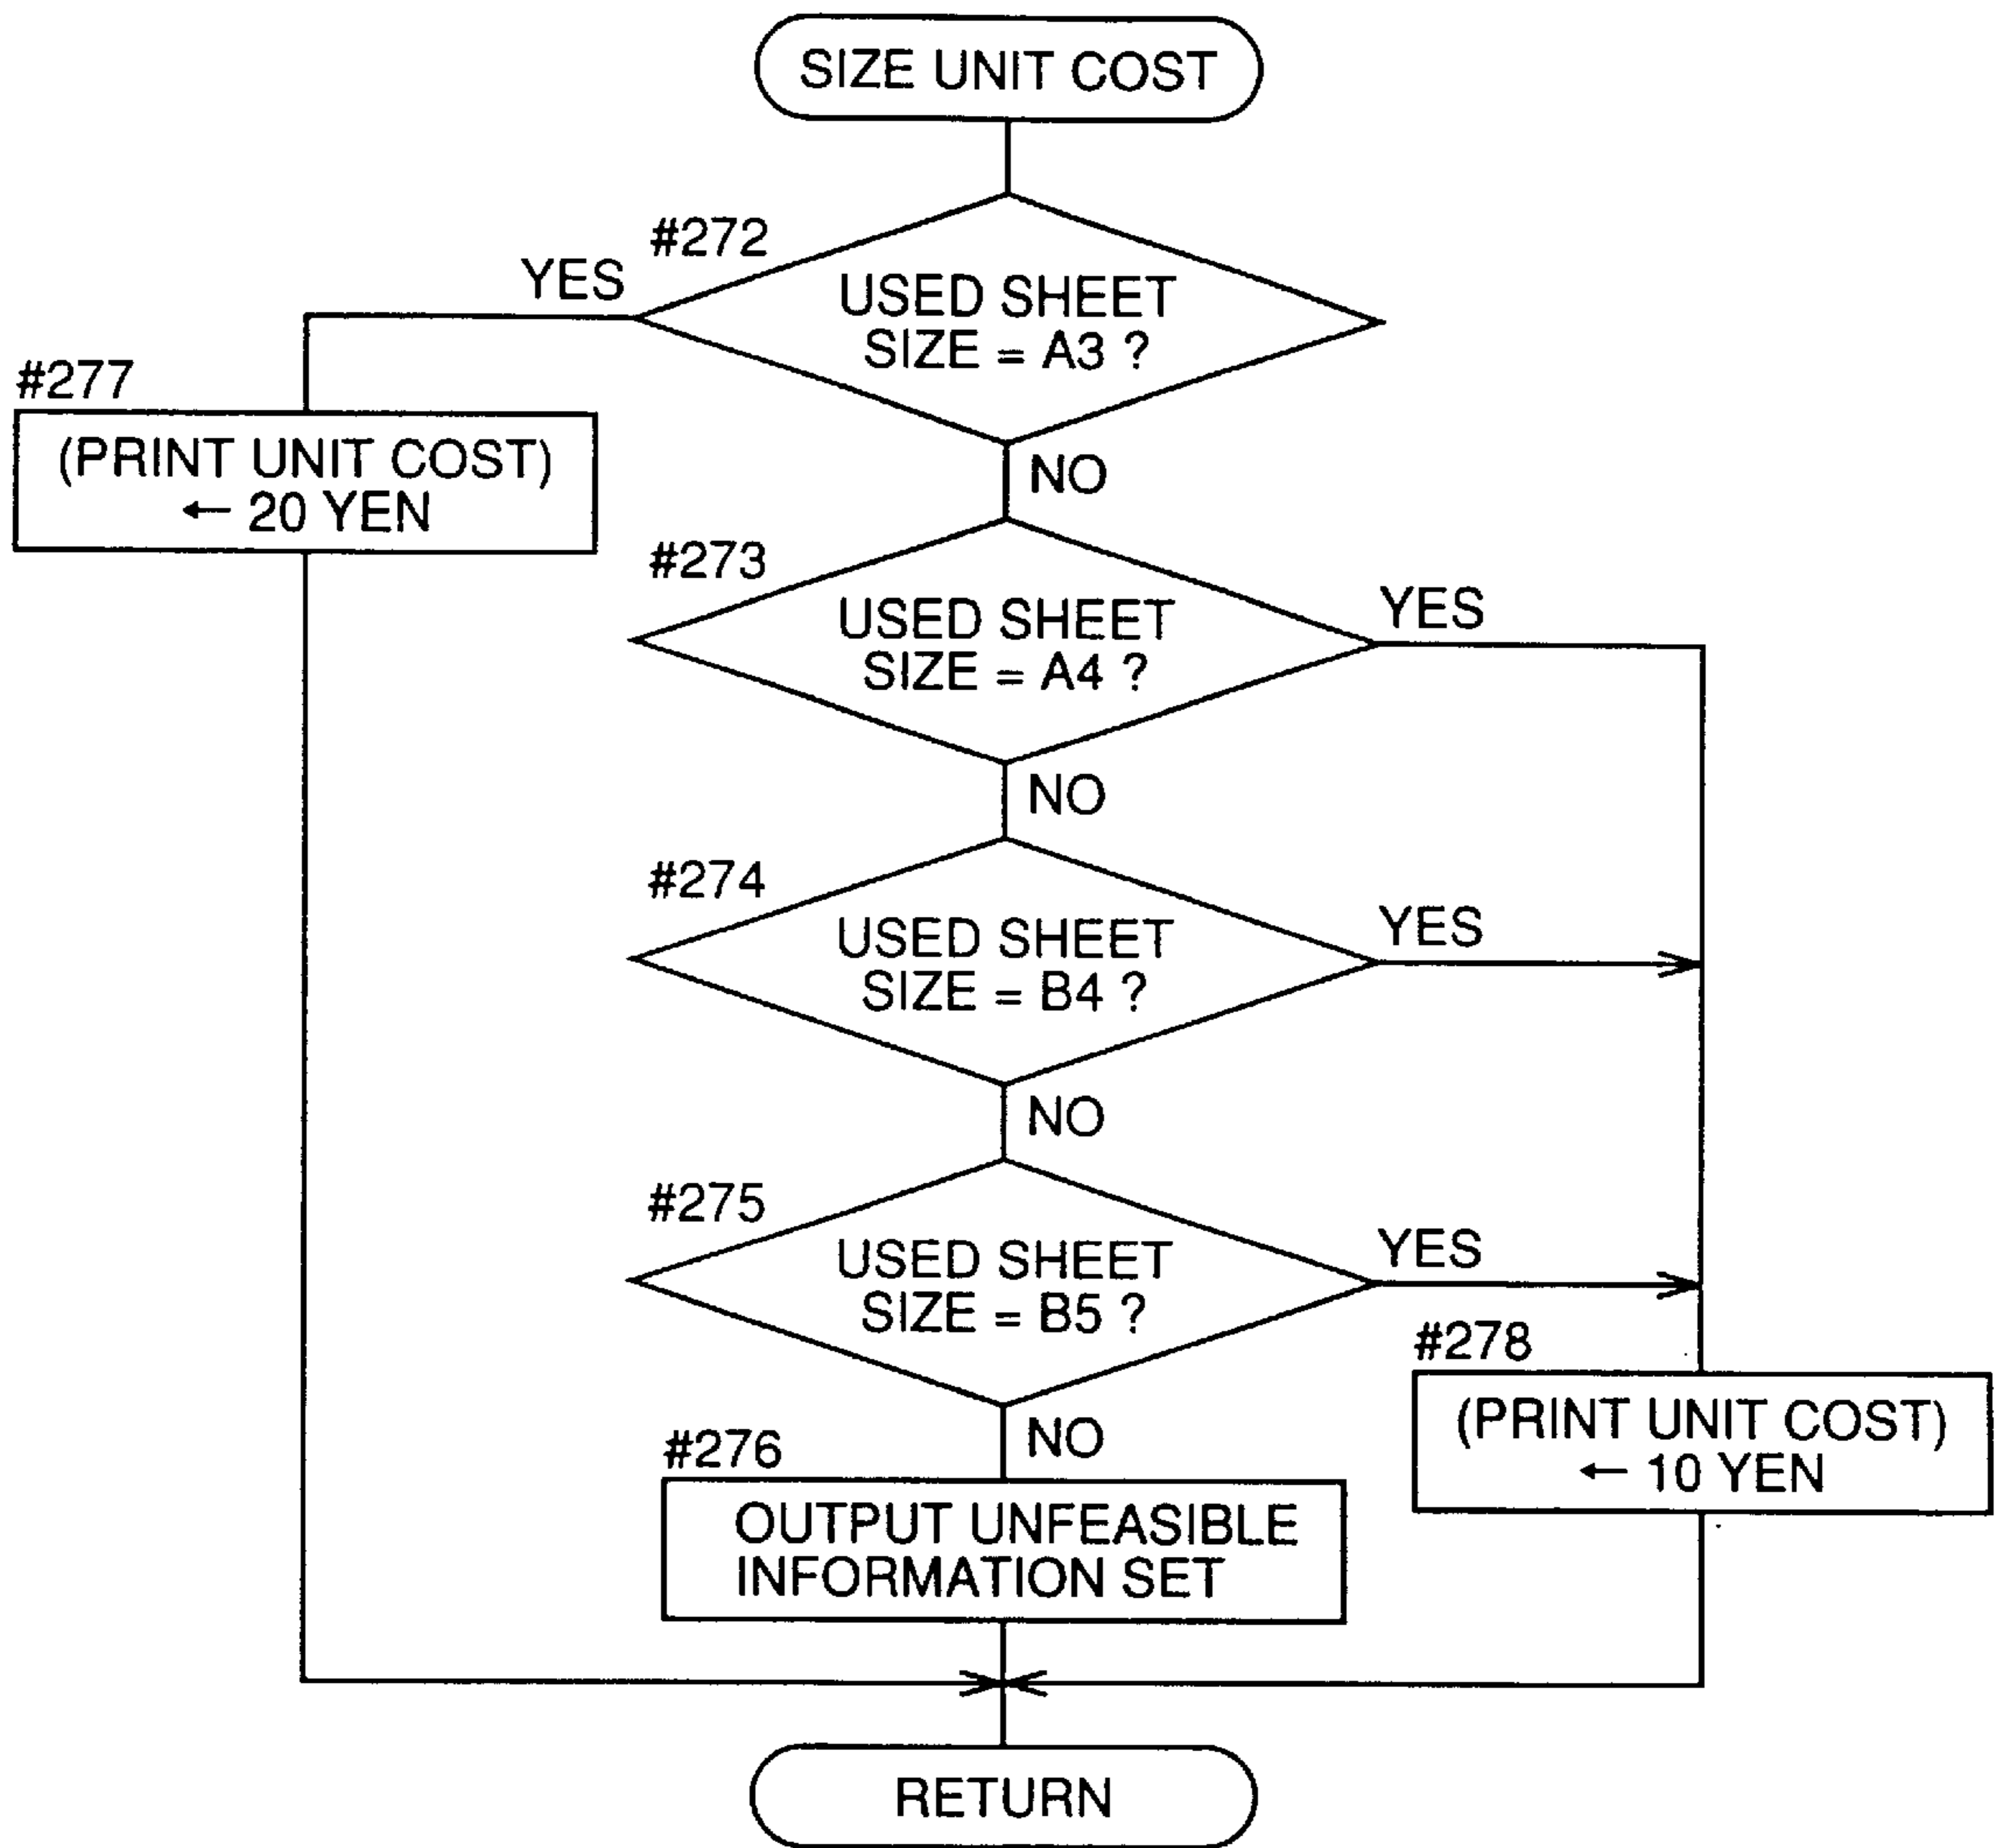 SIZE UNIT COST
#272
YES
USED SHEET
SIZE = A3 ?
#277
(PRINT UNIT COST)
← 20 YEN
NO
#273
USED SHEET
SIZE = A4 ?
YES
NO
#274
USED SHEET
SIZE = B4 ?
YES
NO
#275
USED SHEET
SIZE = B5 ?
YES
#278
(PRINT UNIT COST)
← 10 YEN
NO
#276
OUTPUT UNFEASIBLE
INFORMATION SET
RETURN